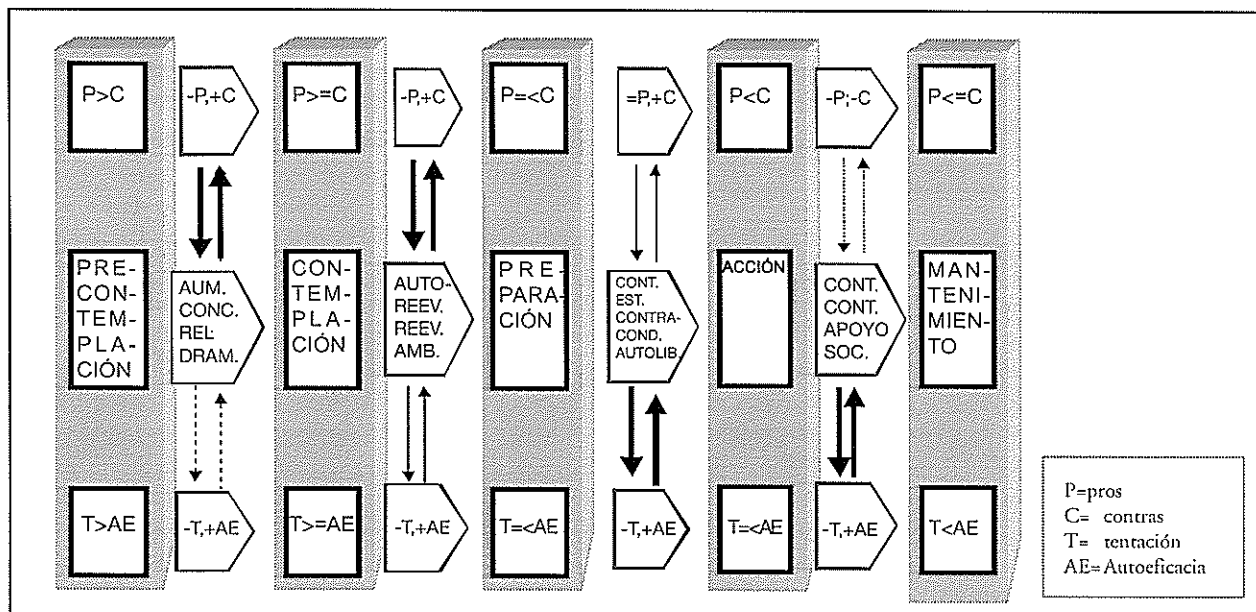 P>C
-P,+C
P>=C
-P,+C
P=<C
=P,+C
P<C
-P;-C
P<=C
PRE-
CON-
TEM-
PLA-
CIÓN
AUM.
CONC.
REL:
DRAM.
CON-
TEM-
PLA-
CIÓN
AUTO-
REEV.
REEV.
AMB.
PRE-
PARA-
CIÓN
CONT.
EST.
CONTRA-
COND.
AUTOLIB.
ACCIÓN
CONT.
CONT.
APOYO
SOC.
MAN-
TENI-
MIEN-
TO
T>AE
-T,+AE
T>=AE
-T,+AE
T=<AE
-T,+AE
T=<AE
-T,+AE
T<AE
P=pros
C= contras
T= tentación
AE=Autoeficacia